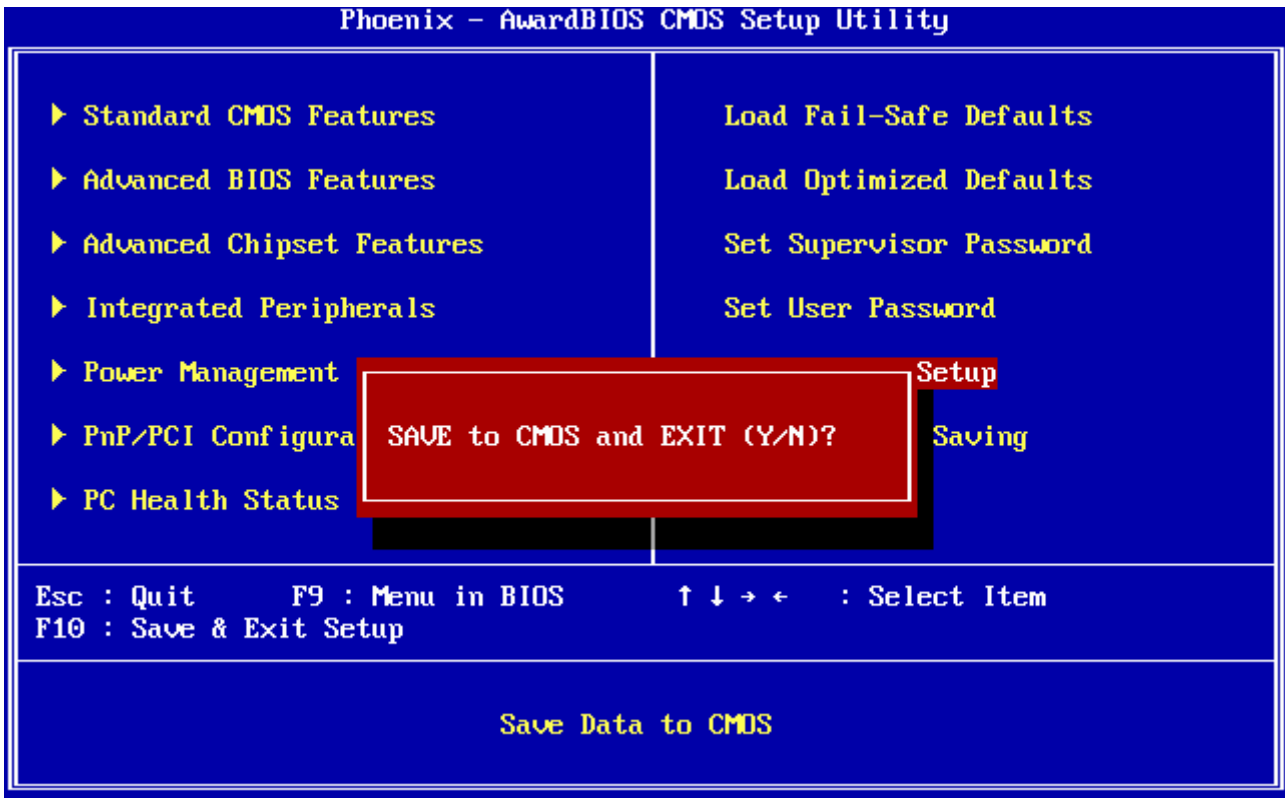 Phoenix - AwardBIOS CMOS Setup Utility
▶ Standard CMOS Features
▶ Advanced BIOS Features
▶ Advanced Chipset Features
▶ Integrated Peripherals
▶ Power Management
▶ PnP/PCI Configura
▶ PC Health Status
Load Fail-Safe Defaults
Load Optimized Defaults
Set Supervisor Password
Set User Password
Setup
Saving
SAVE to CMOS and EXIT (Y/N)?
Esc : Quit F9 : Menu in BIOS ↑ ↓ → ← : Select Item
F10 : Save & Exit Setup
Save Data to CMOS